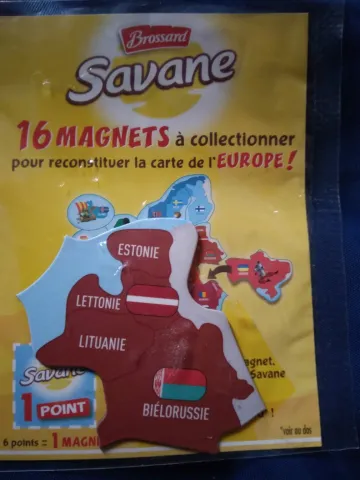 Brossard
Savane
16 MAGNETS à collectionner
pour reconstituer la carte de l'EUROPE !
ESTONIE
LETTONIE
LITUANIE
BIÉLORUSSIE
magnet,
Savane
Savane
1 POINT
6 points = 1 MAGN
*voir au dos